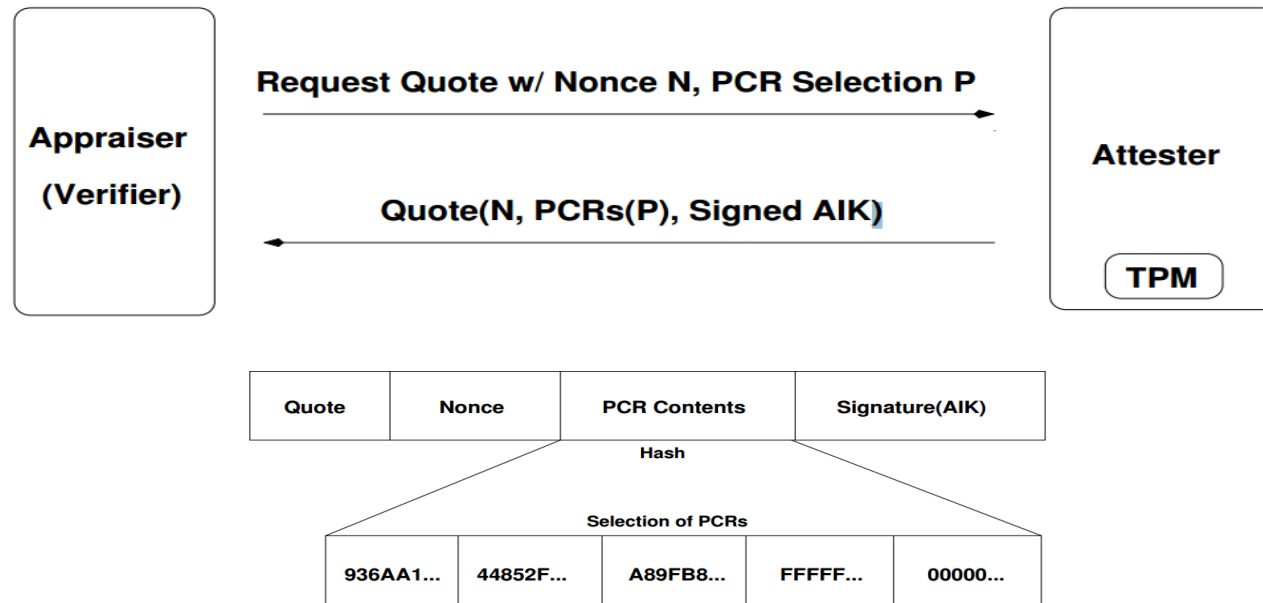 Request Quote w/ Nonce N, PCR Selection P
Appraiser
(Verifier)
Attester
Quote(N, PCRs(P), Signed AIK)
TPM
Quote Nonce PCR Contents Signature(AIK)
Hash
Selection of PCRs
936AA1... 44852F... A89FB8... FFFFF... 00000...